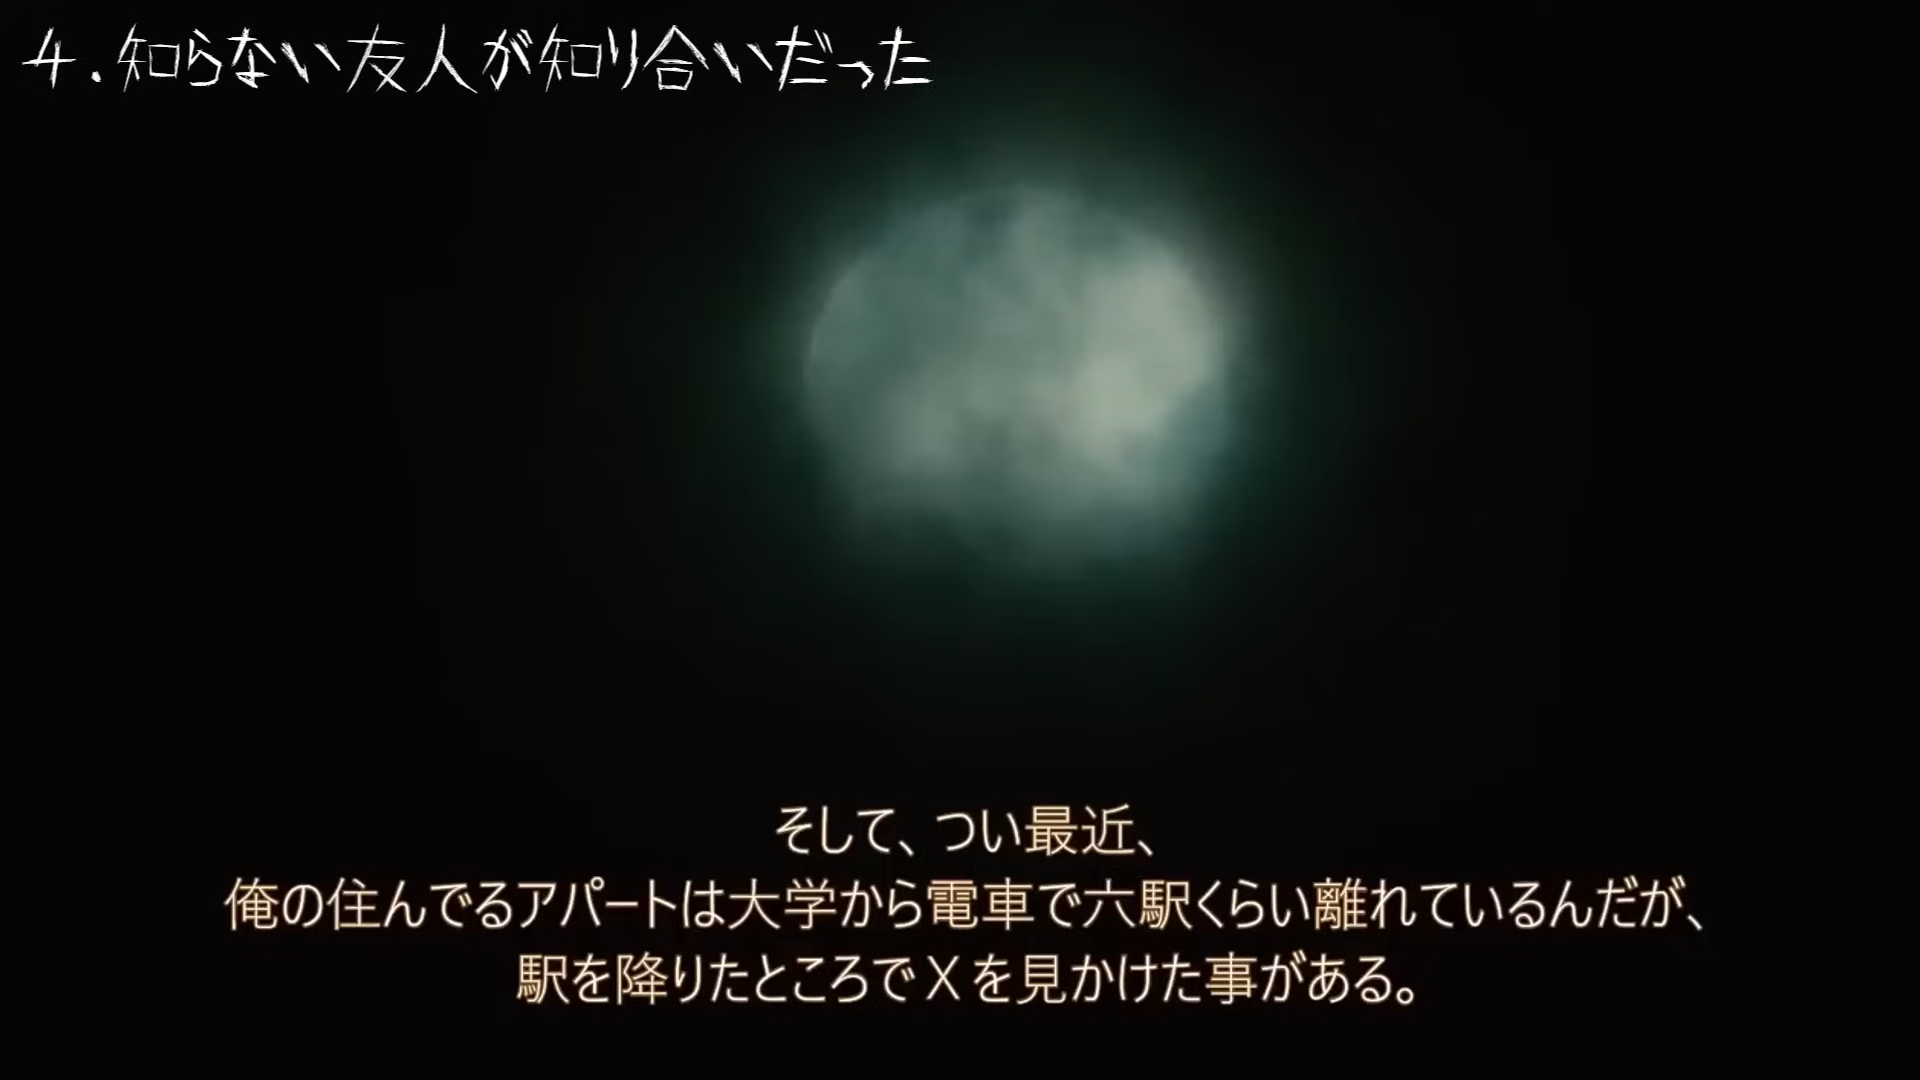 ４．知らない友人が知り合いだった
そして、つい最近、
俺の住んでるアパートは大学から電車で六駅くらい離れているんだが、
駅を降りたところでＸを見かけた事がある。